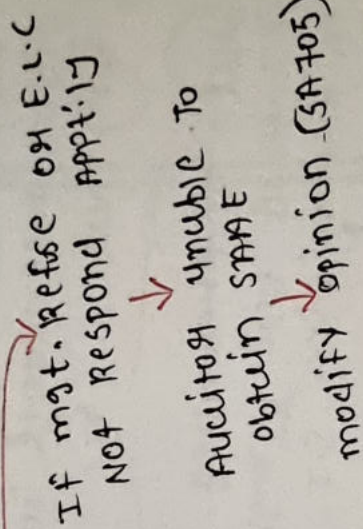 If mgt. Refuse OR E.L.C
NOT Respond APPT'ly
Auditor unable To
obtain SAAE
modify opinion (SA705)